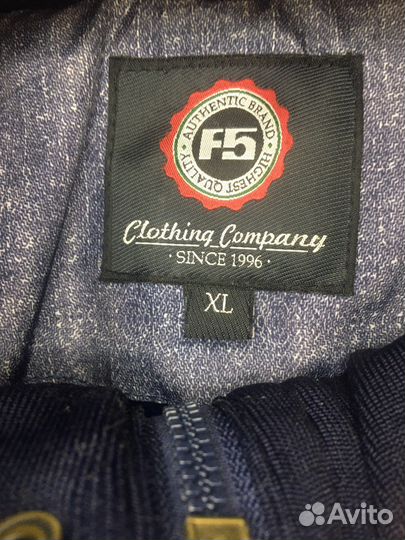 AUTHENTIC BRAND
F5
HIGHEST QUALITY
Clothing Company
· SINCE 1996 ·
XL
Avito